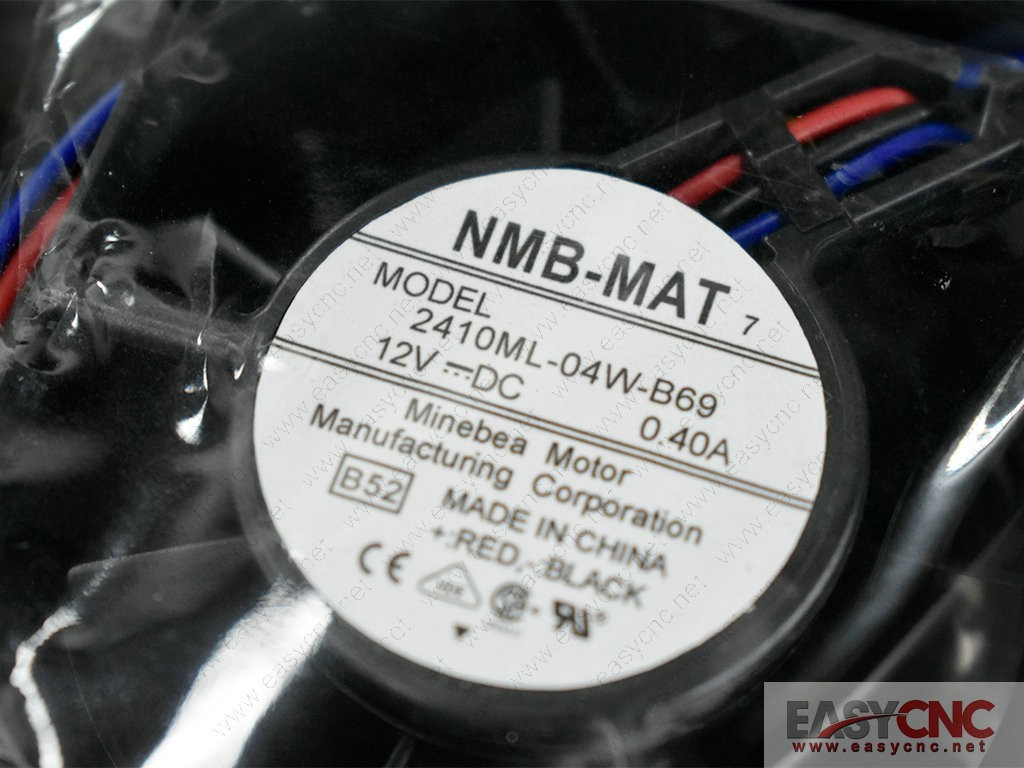 NMB-MAT 7
MODEL
2410ML-04W-B69
12V DC 0.40A
Minebea Motor
Manufacturing Corporation
B52 MADE IN CHINA
+:RED,-:BLACK
CE
EASYCNC
www.easycnc.net